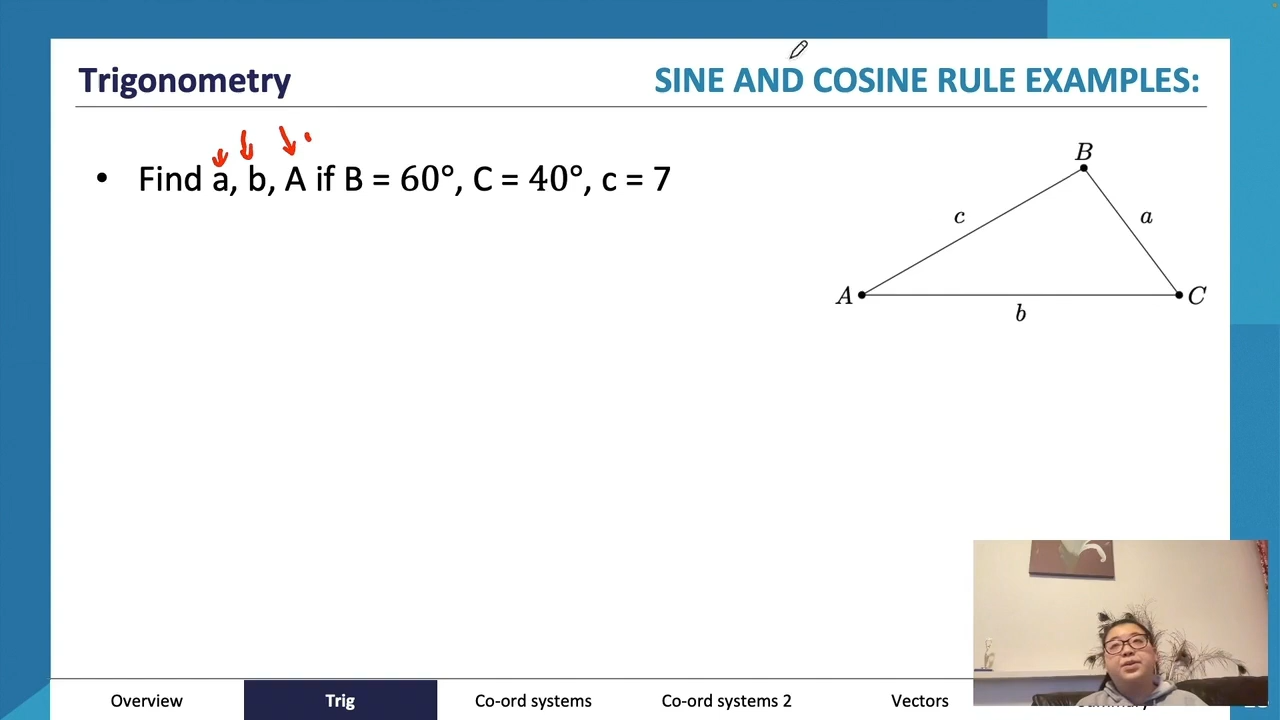 Trigonometry
SINE AND COSINE RULE EXAMPLES:
• Find a, b, A if B = 60°, C = 40°, c = 7
B
c
a
A
C
b
Overview
Trig
Co-ord systems
Co-ord systems 2
Vectors